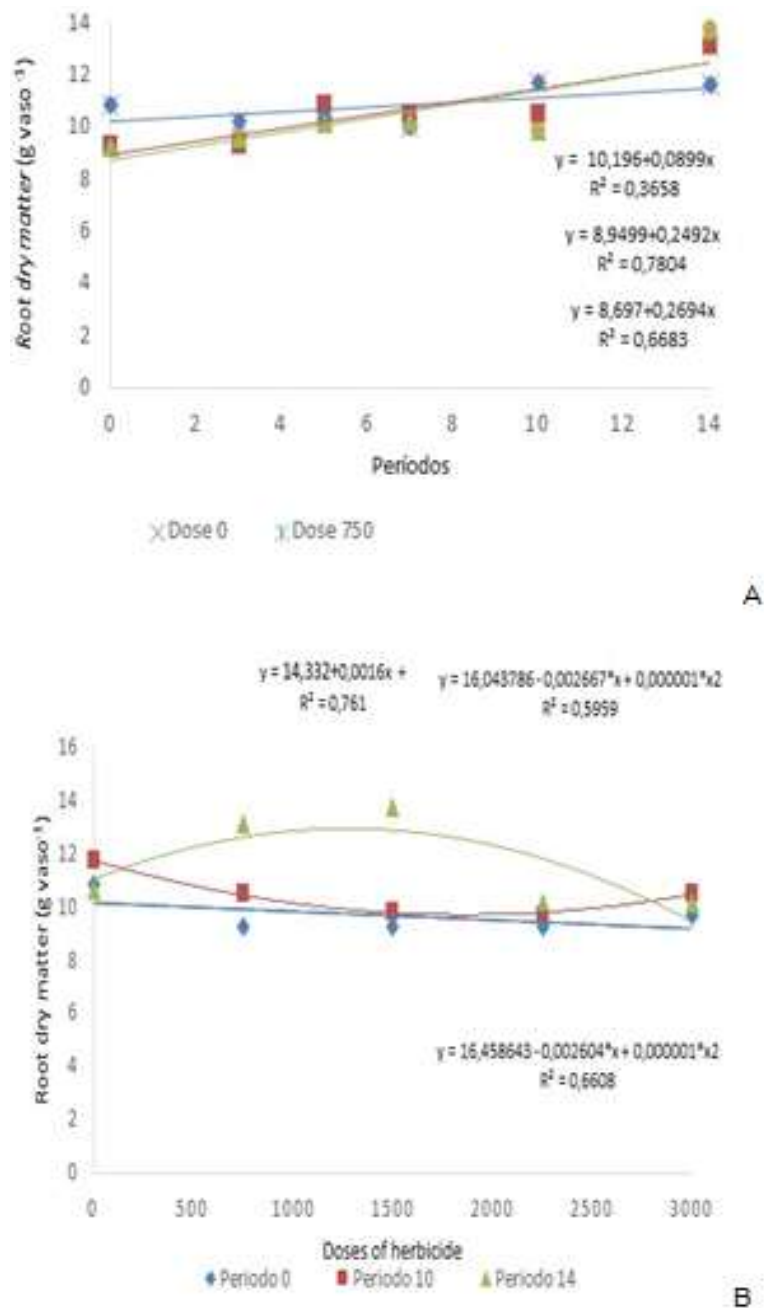 14
12
10
8
6
4
2
0
Root dry matter (g vaso⁻¹)
y = 10,196+0,0899x
R² = 0,3658
y = 8,9499+0,2492x
R² = 0,7804
y = 8,697+0,2694x
R² = 0,6683
0 2 4 6 8 10 12 14
Períodos
Dose 0 Dose 750
A
y = 14,332+0,0016x +
R² = 0,761
y = 16,043786-0,002667*x + 0,000001*x2
R² = 0,5959
16
14
12
10
8
6
4
2
0
Root dry matter (g vaso⁻¹)
y = 16,458643-0,002604*x + 0,000001*x2
R² = 0,6608
0 500 1000 1500 2000 2500 3000
Doses of herbicide
Periodo 0 Periodo 10 Periodo 14
B